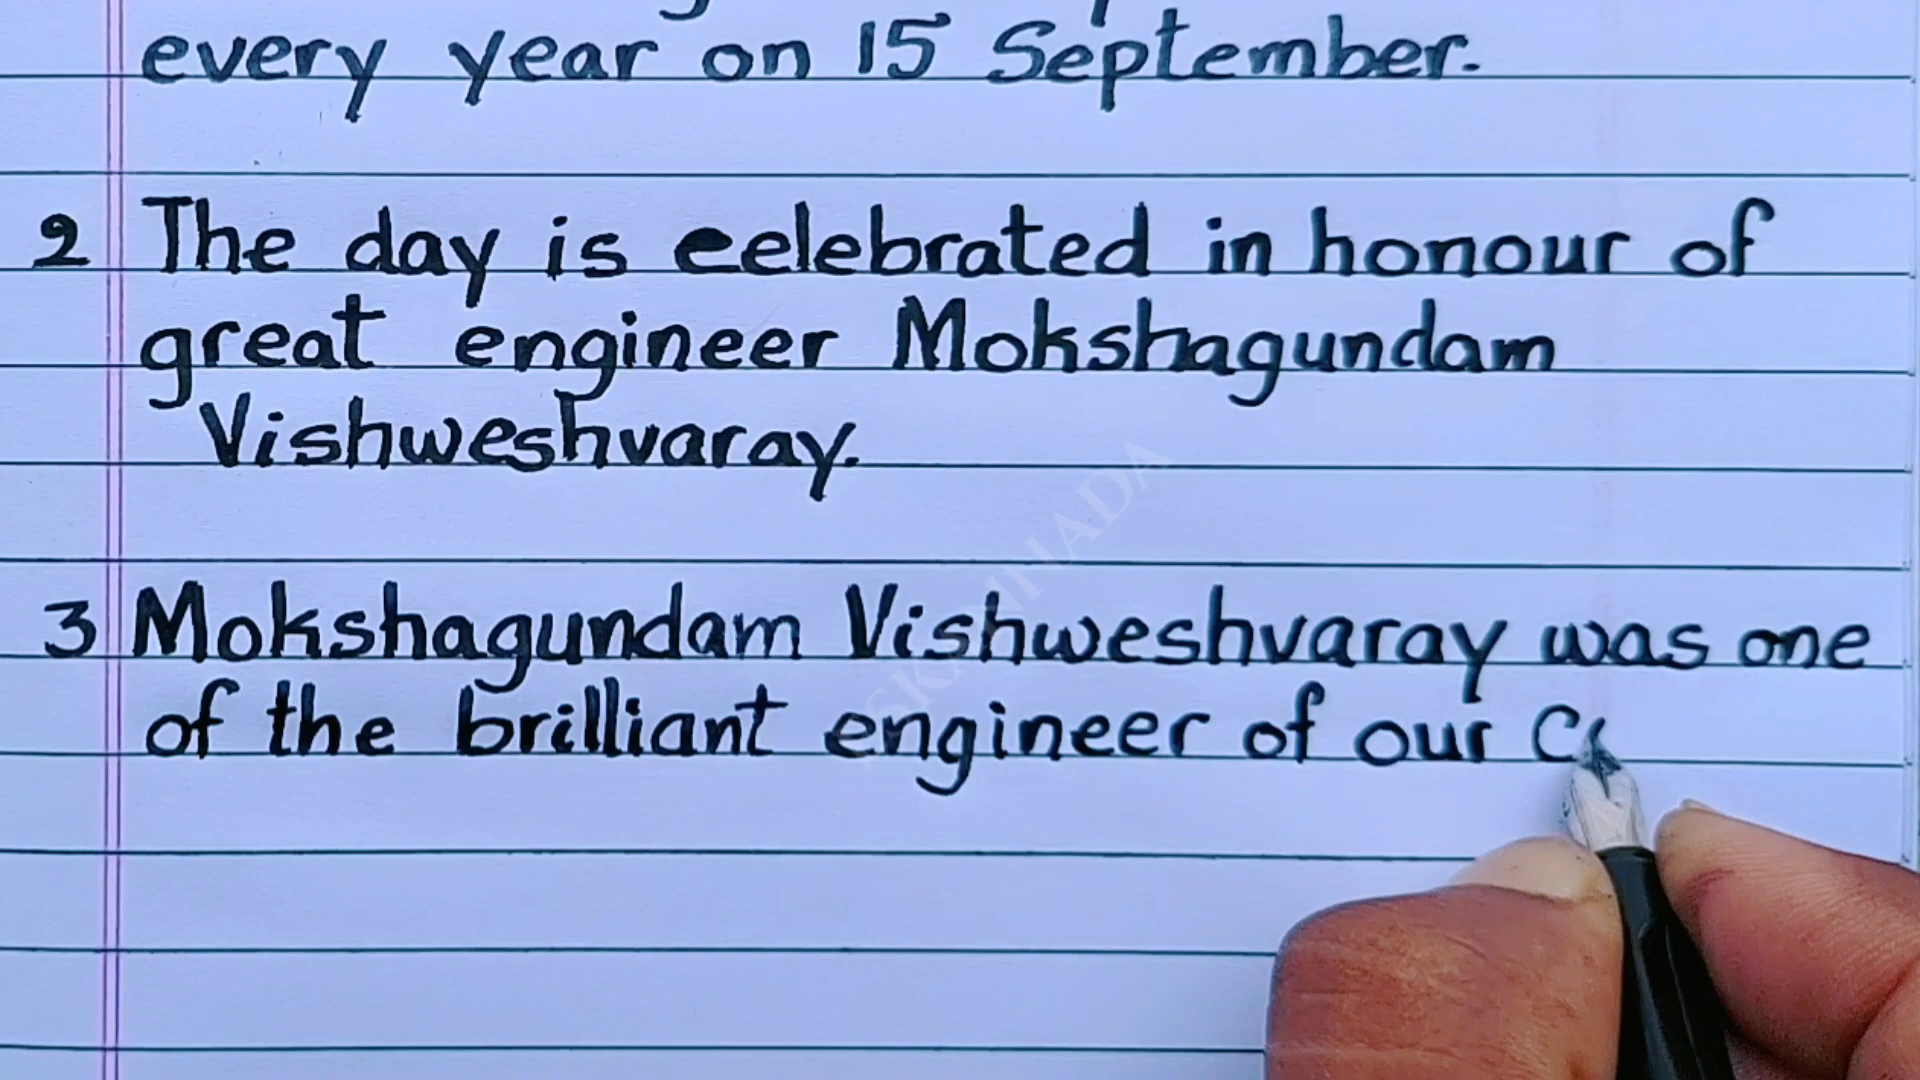 every year on 15 September.
2 The day is celebrated in honour of
great engineer Mokshagundam
Vishweshvaray.
3 Mokshagundam Vishweshvaray was one
of the brilliant engineer of our